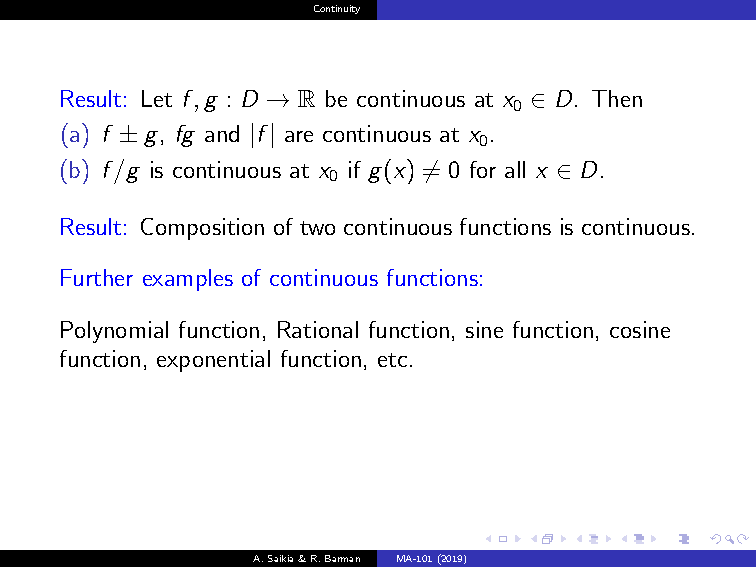 Continuity
Result: Let f, g : D → ℝ be continuous at x₀ ∈ D. Then
(a) f ± g, fg and |f| are continuous at x₀.
(b) f/g is continuous at x₀ if g(x) ≠ 0 for all x ∈ D.
Result: Composition of two continuous functions is continuous.
Further examples of continuous functions:
Polynomial function, Rational function, sine function, cosine
function, exponential function, etc.
A. Saikia & R. Barman MA-101 (2019)